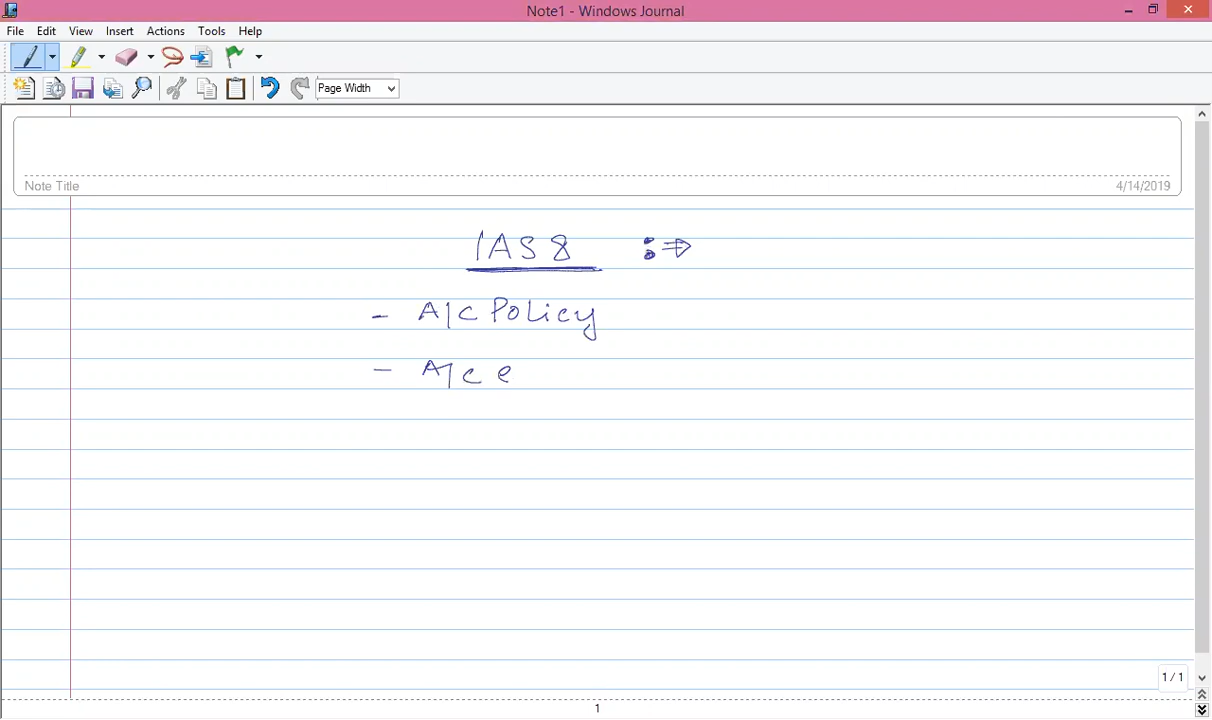 Note1 - Windows Journal
File Edit View Insert Actions Tools Help
Page Width
Note Title 4/14/2019
IAS 8 :⇒
- A/C Policy
- A/c e
1 / 1
1